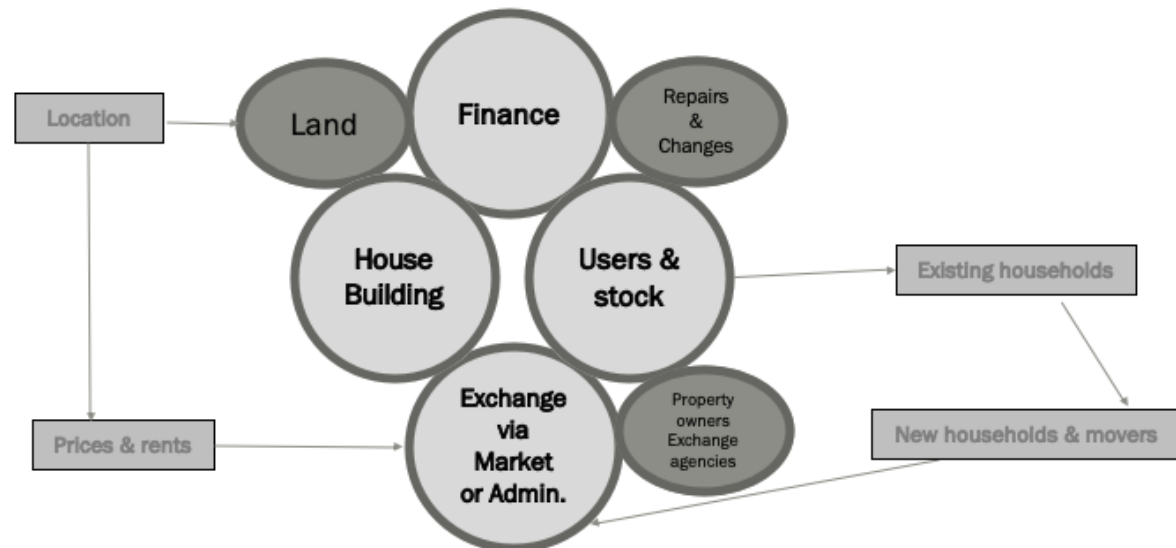 Finance
Repairs
&
Changes
Location
Land
House
Building
Users &
stock
Existing households
Exchange
via
Market
or Admin.
Property
owners
Exchange
agencies
Prices & rents
New households & movers